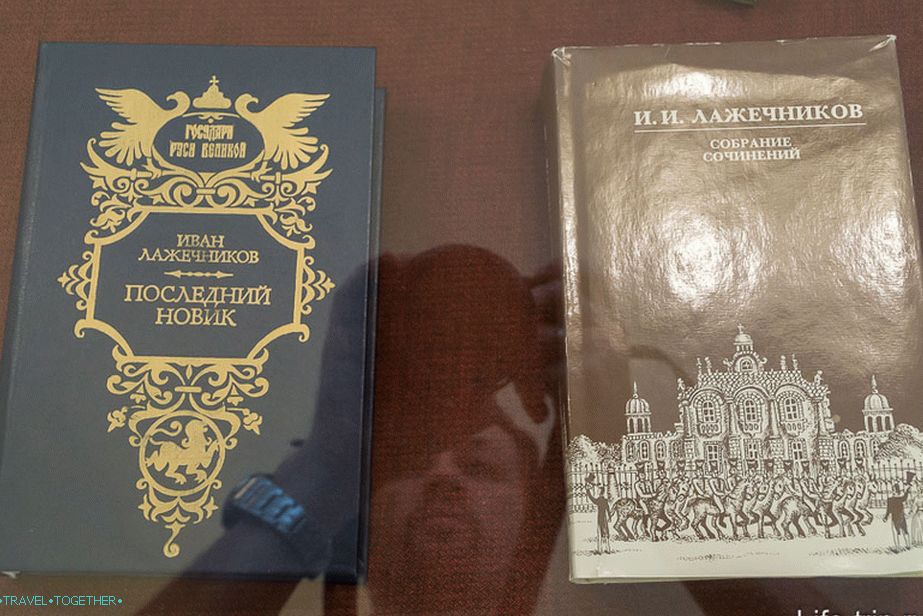 ГОСУДАРИ
РУСИ ВЕЛИКОЙ
ИВАН
ЛАЖЕЧНИКОВ
ПОСЛЕДНИЙ
НОВИК
И. И. ЛАЖЕЧНИКОВ
СОБРАНИЕ
СОЧИНЕНИЙ
•TRAVEL•TOGETHER•